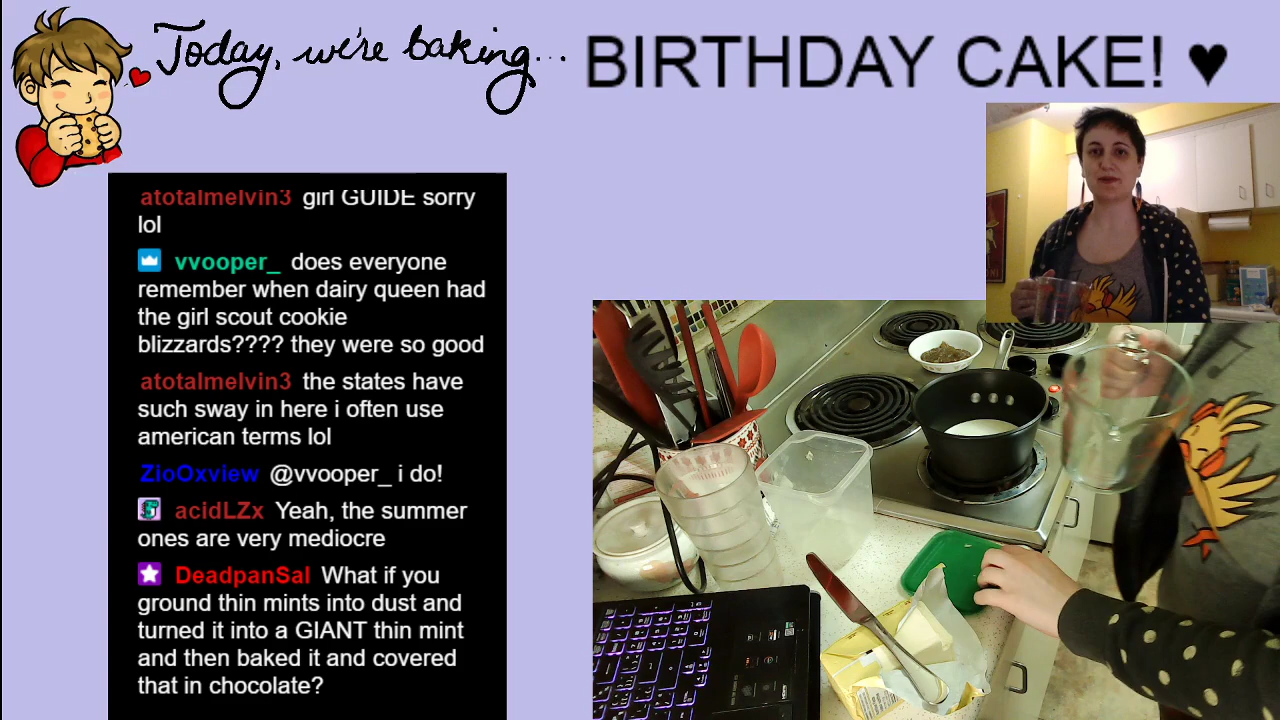 Today, we're baking... BIRTHDAY CAKE! ♥
atotalmelvin3 girl GUIDE sorry
lol
vvooper_ does everyone
remember when dairy queen had
the girl scout cookie
blizzards???? they were so good
atotalmelvin3 the states have
such sway in here i often use
american terms lol
ZioOxview @vvooper_ i do!
acidLZx Yeah, the summer
ones are very mediocre
DeadpanSal What if you
ground thin mints into dust and
turned it into a GIANT thin mint
and then baked it and covered
that in chocolate?